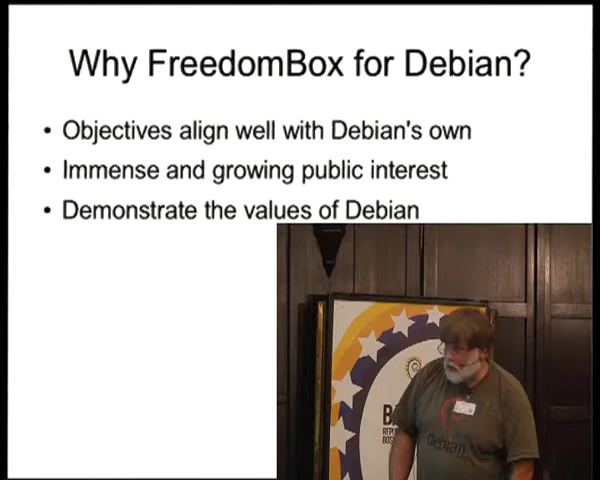 Why FreedomBox for Debian?
• Objectives align well with Debian's own
• Immense and growing public interest
• Demonstrate the values of Debian
debian